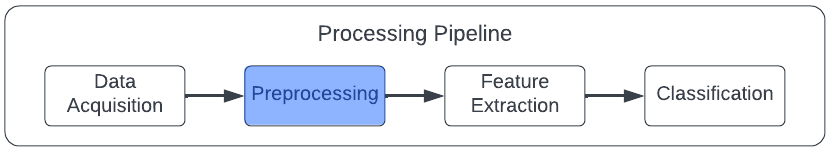 Processing Pipeline
Data
Acquisition
Preprocessing
Feature
Extraction
Classification